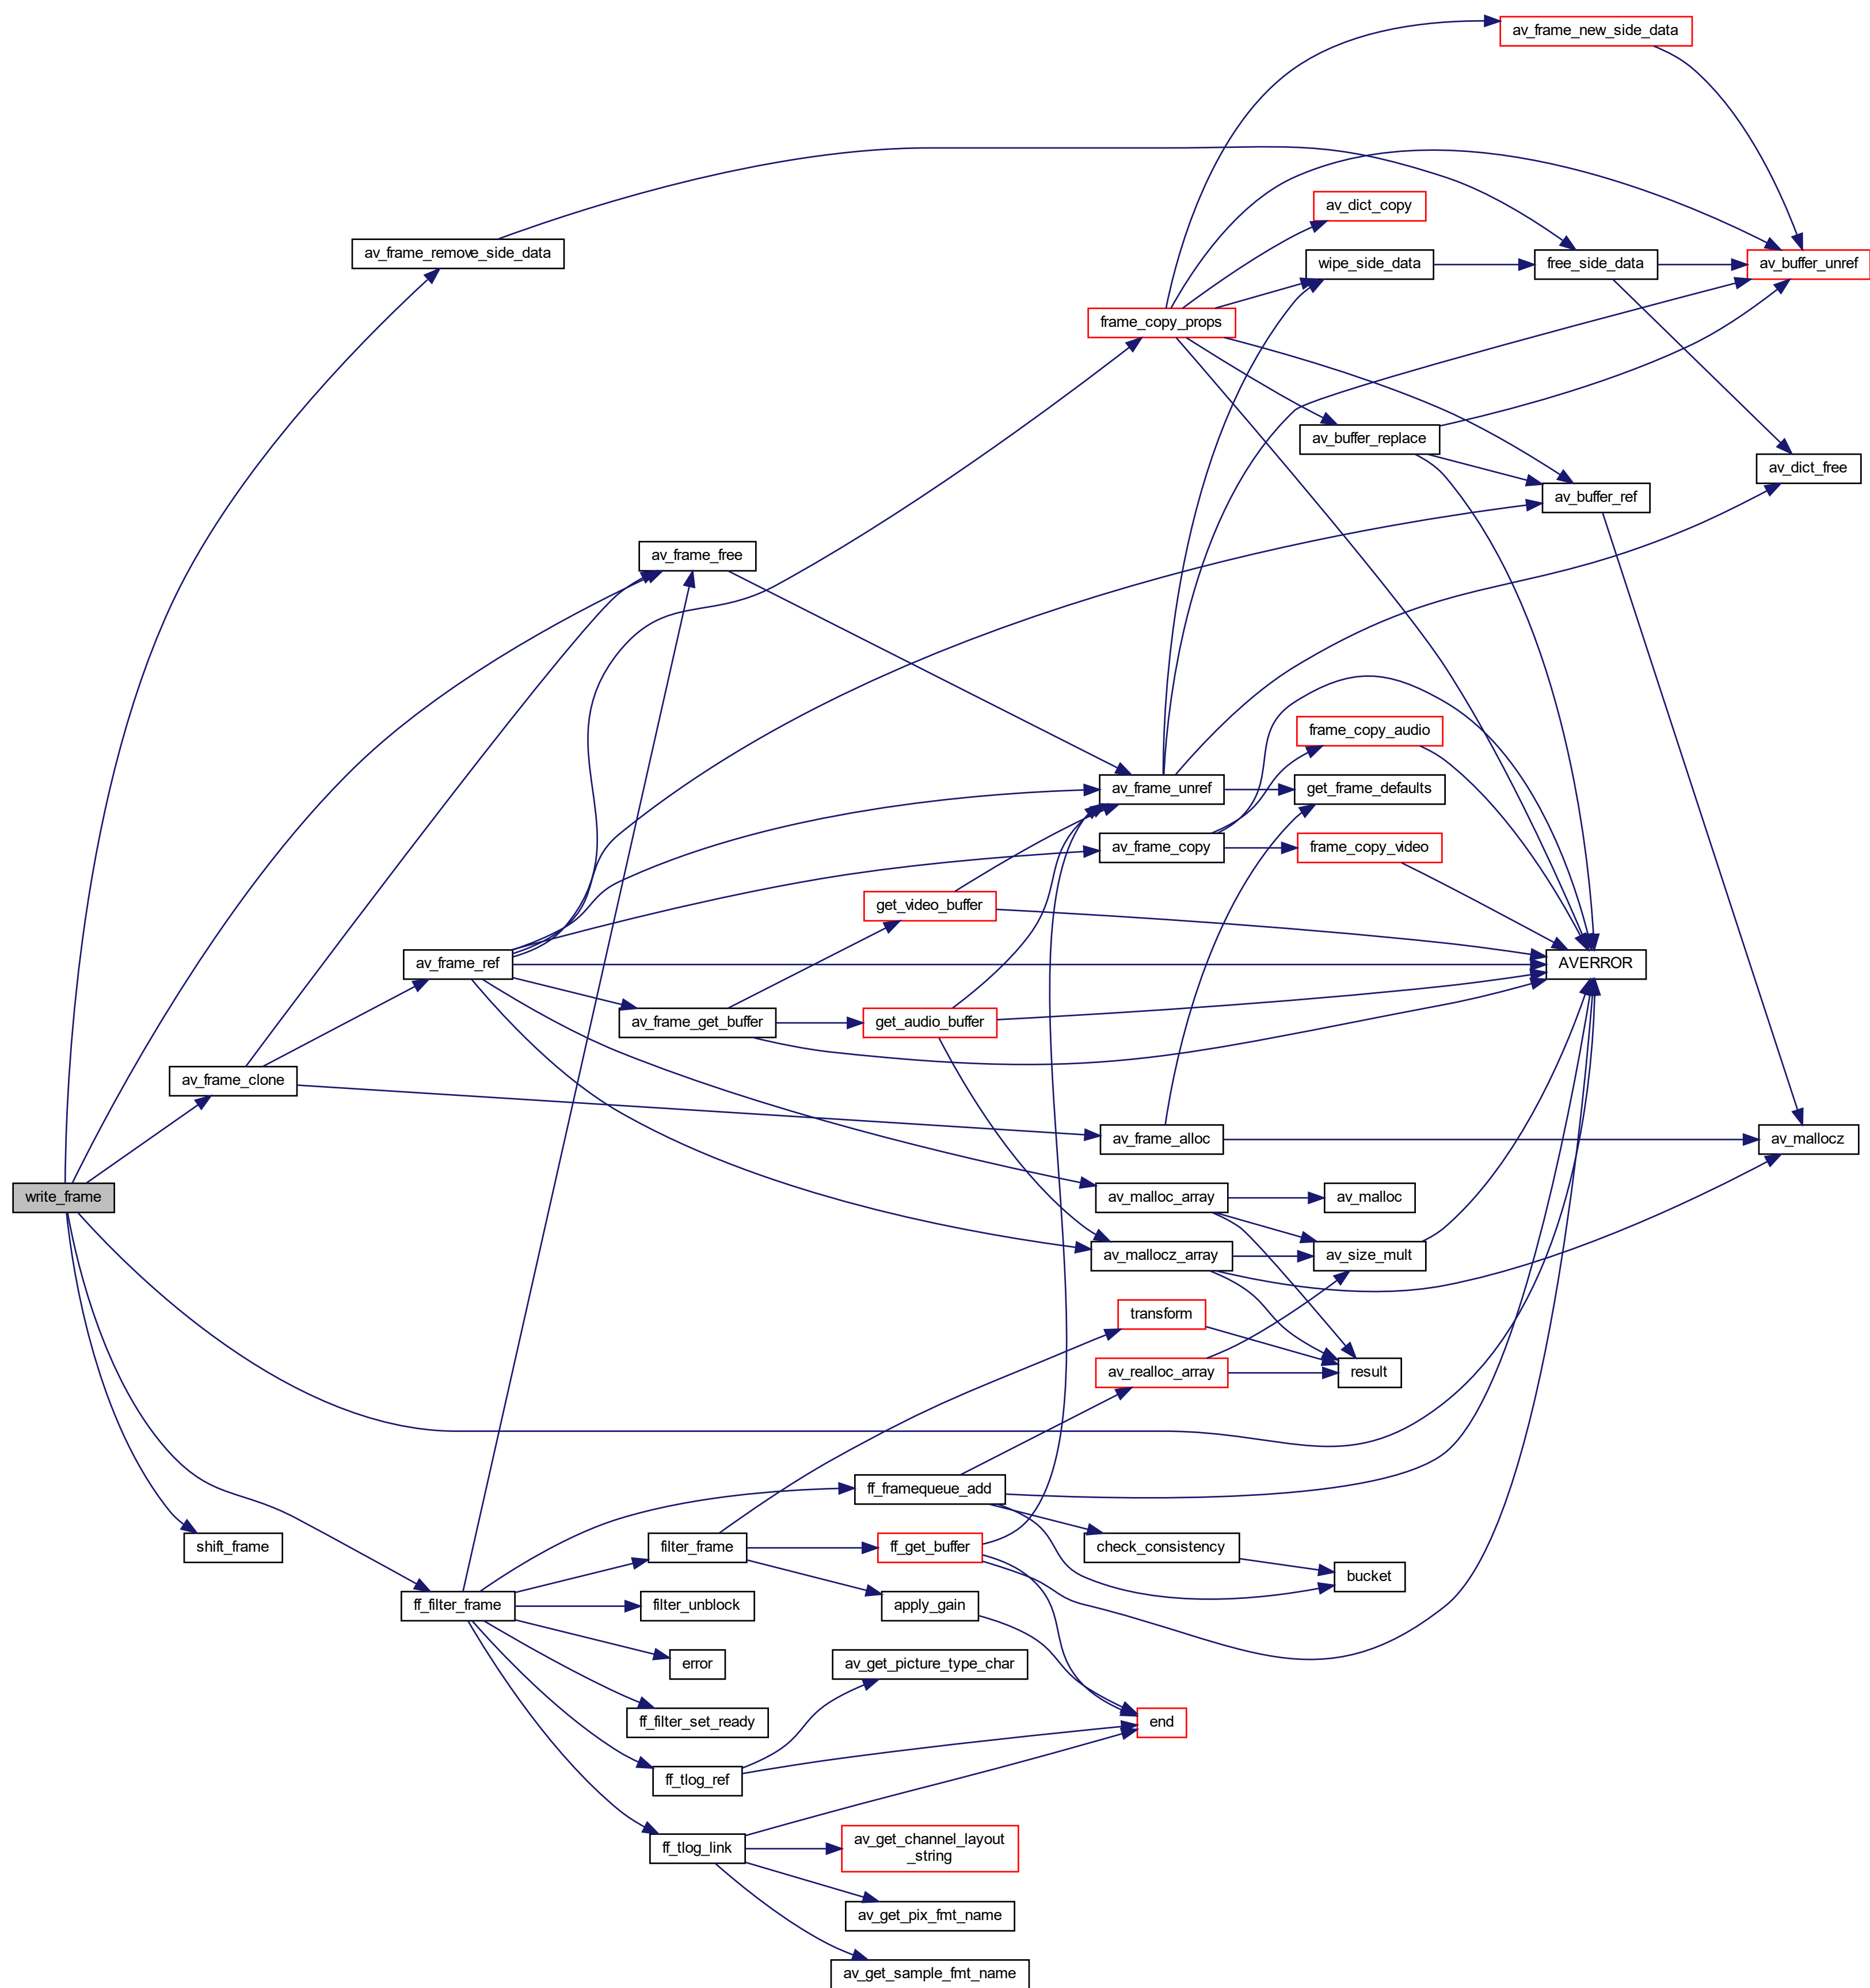 av_frame_new_side_data
av_dict_copy
av_frame_remove_side_data
wipe_side_data
free_side_data
av_buffer_unref
frame_copy_props
av_buffer_replace
av_dict_free
av_buffer_ref
av_frame_free
frame_copy_audio
av_frame_unref
get_frame_defaults
av_frame_copy
frame_copy_video
get_video_buffer
av_frame_ref
AVERROR
av_frame_get_buffer
get_audio_buffer
av_frame_clone
av_frame_alloc
av_mallocz
write_frame
av_malloc_array
av_malloc
av_mallocz_array
av_size_mult
transform
av_realloc_array
result
ff_framequeue_add
shift_frame
filter_frame
ff_get_buffer
check_consistency
bucket
ff_filter_frame
filter_unblock
apply_gain
error
av_get_picture_type_char
ff_filter_set_ready
end
ff_tlog_ref
ff_tlog_link
av_get_channel_layout
_string
av_get_pix_fmt_name
av_get_sample_fmt_name